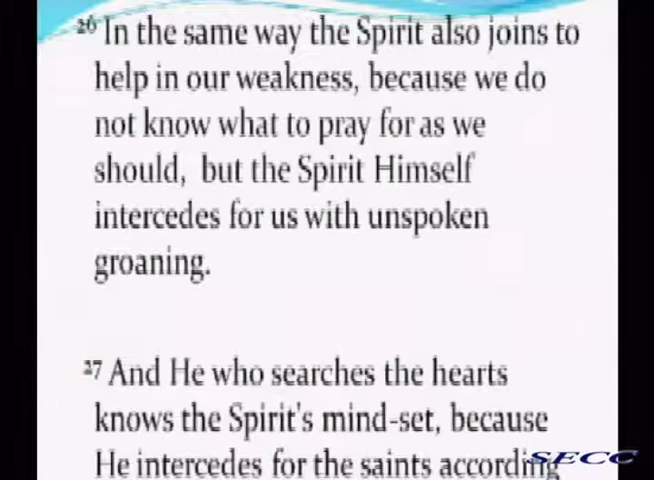 26 In the same way the Spirit also joins to
help in our weakness, because we do
not know what to pray for as we
should,  but the Spirit Himself
intercedes for us with unspoken
groaning.
27 And He who searches the hearts
knows the Spirit's mind-set, because
He intercedes for the saints according
SECC